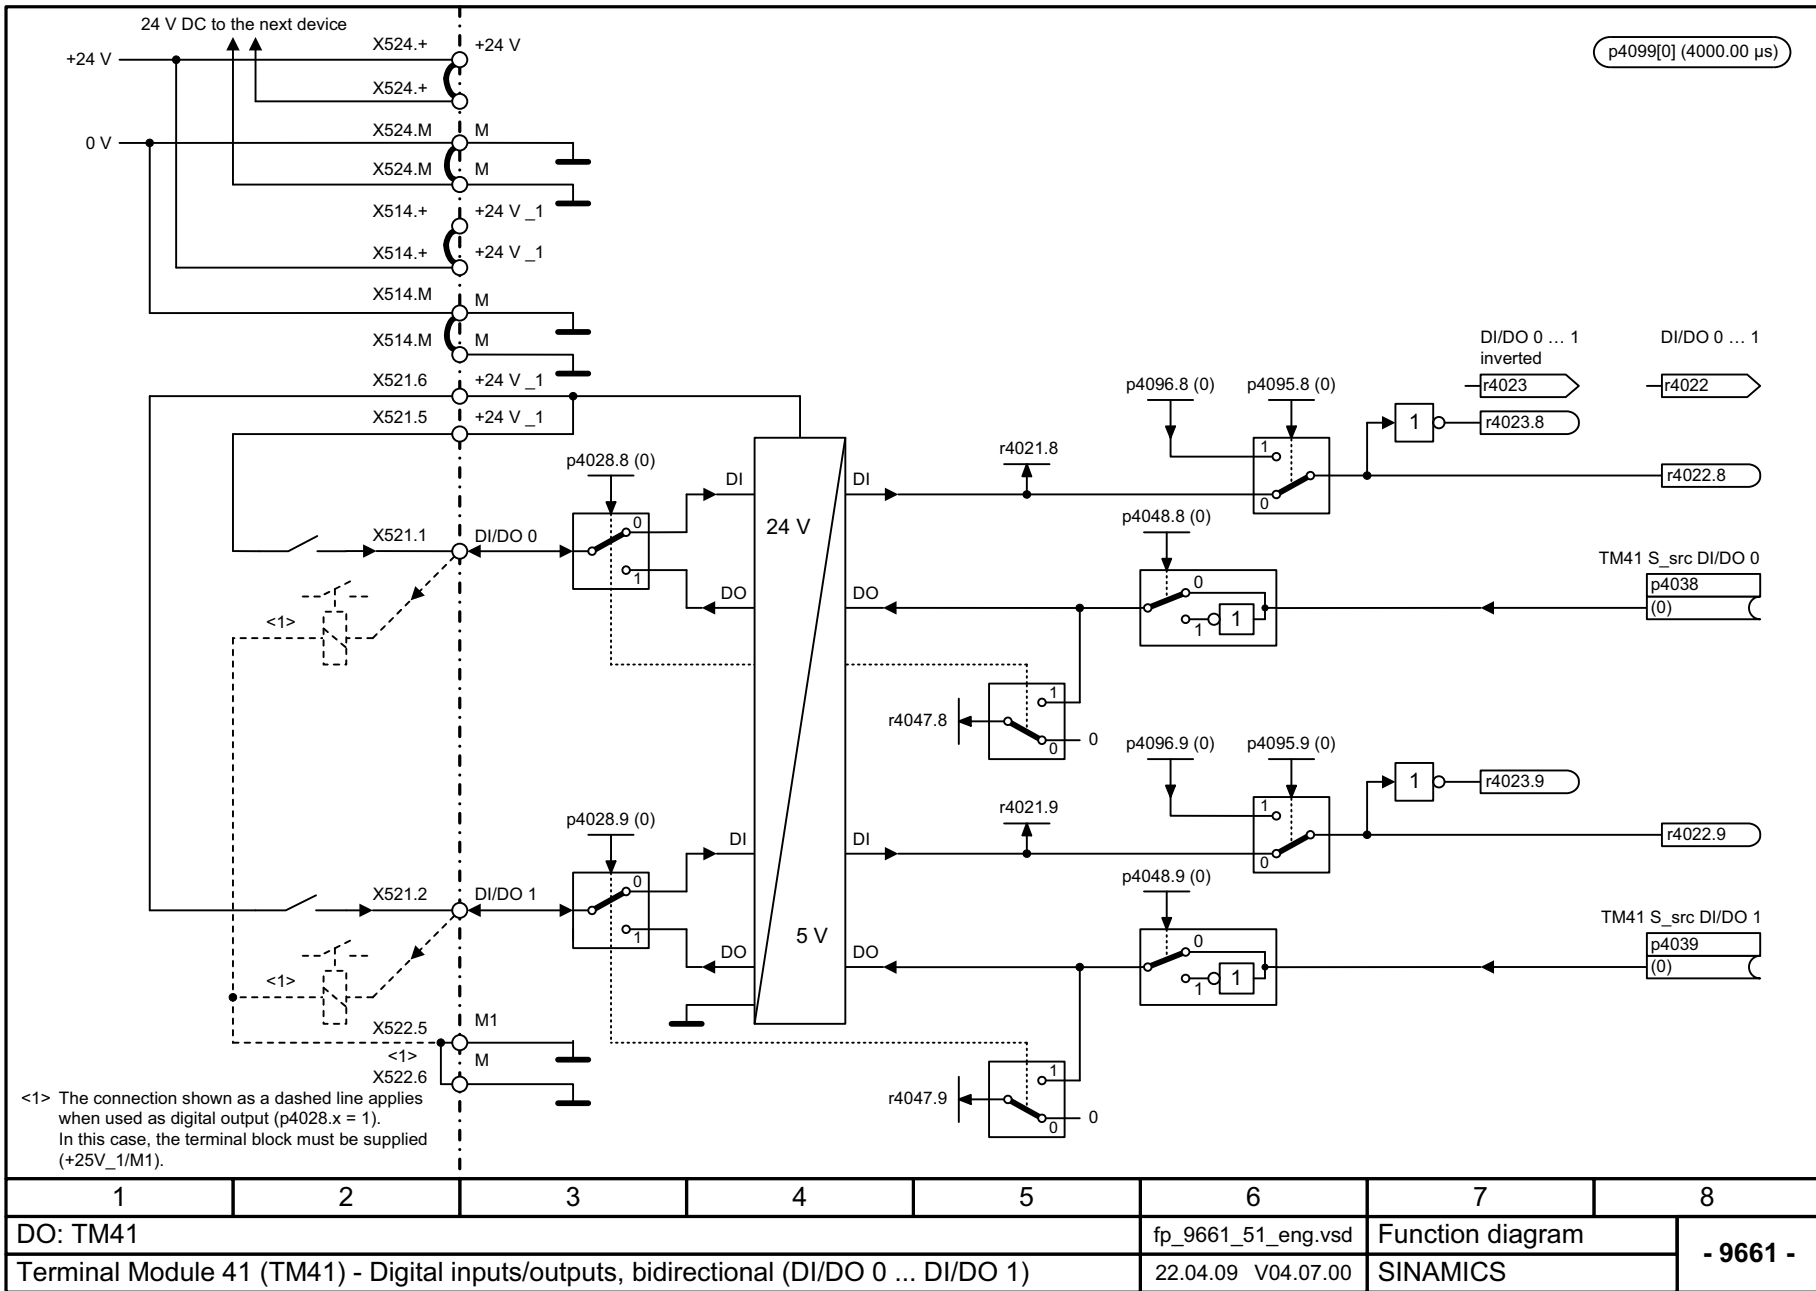 24 V DC to the next device
X524.+
+24 V
+24 V
p4099[0] (4000.00 µs)
X524.+
X524.M
M
0 V
X524.M
M
X514.+
+24 V _1
X514.+
+24 V _1
X514.M
M
X514.M
M
DI/DO 0 … 1
inverted
DI/DO 0 … 1
X521.6
+24 V _1
p4096.8 (0)
p4095.8 (0)
r4023
r4022
X521.5
+24 V _1
1
r4023.8
r4021.8
1
p4028.8 (0)
DI
DI
r4022.8
0
24 V
p4048.8 (0)
X521.1
DI/DO 0
0
TM41 S_src DI/DO 0
1
DO
DO
0
p4038
(0)
1
1
<1>
1
r4047.8
0
0
p4096.9 (0)
p4095.9 (0)
1
r4023.9
r4021.9
1
p4028.9 (0)
DI
DI
r4022.9
0
p4048.9 (0)
X521.2
DI/DO 1
0
TM41 S_src DI/DO 1
1
5 V
DO
DO
0
p4039
(0)
1
1
<1>
X522.5
M1
<1>
M
X522.6
1
r4047.9
0
0
<1> The connection shown as a dashed line applies
when used as digital output (p4028.x = 1).
In this case, the terminal block must be supplied
(+25V_1/M1).
1 2 3 4 5 6 7 8
DO: TM41
fp_9661_51_eng.vsd
Function diagram
- 9661 -
Terminal Module 41 (TM41) - Digital inputs/outputs, bidirectional (DI/DO 0 ... DI/DO 1)
22.04.09 V04.07.00
SINAMICS